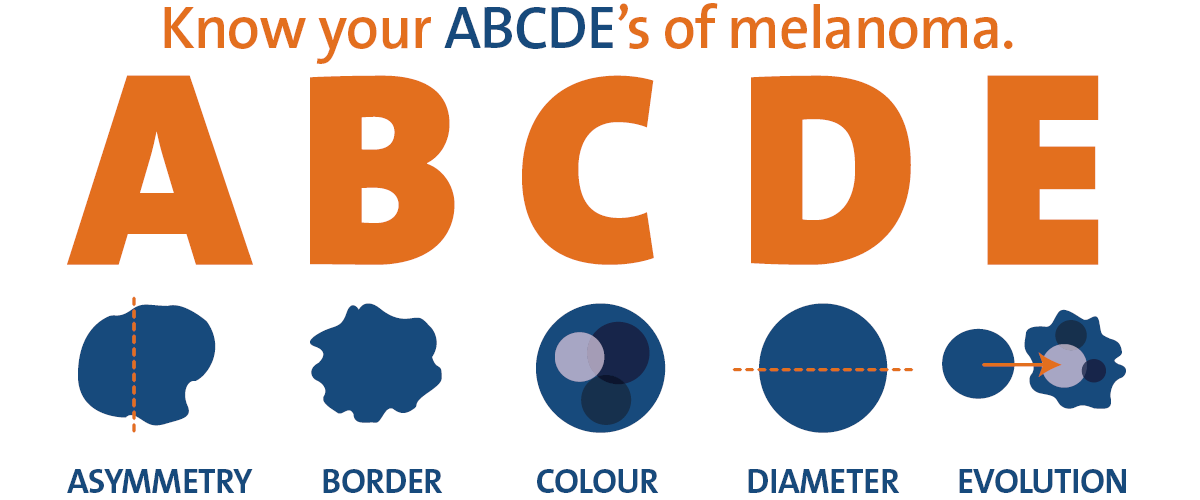 Know your ABCDE’s of melanoma.
A B C D E
ASYMMETRY BORDER COLOUR DIAMETER EVOLUTION